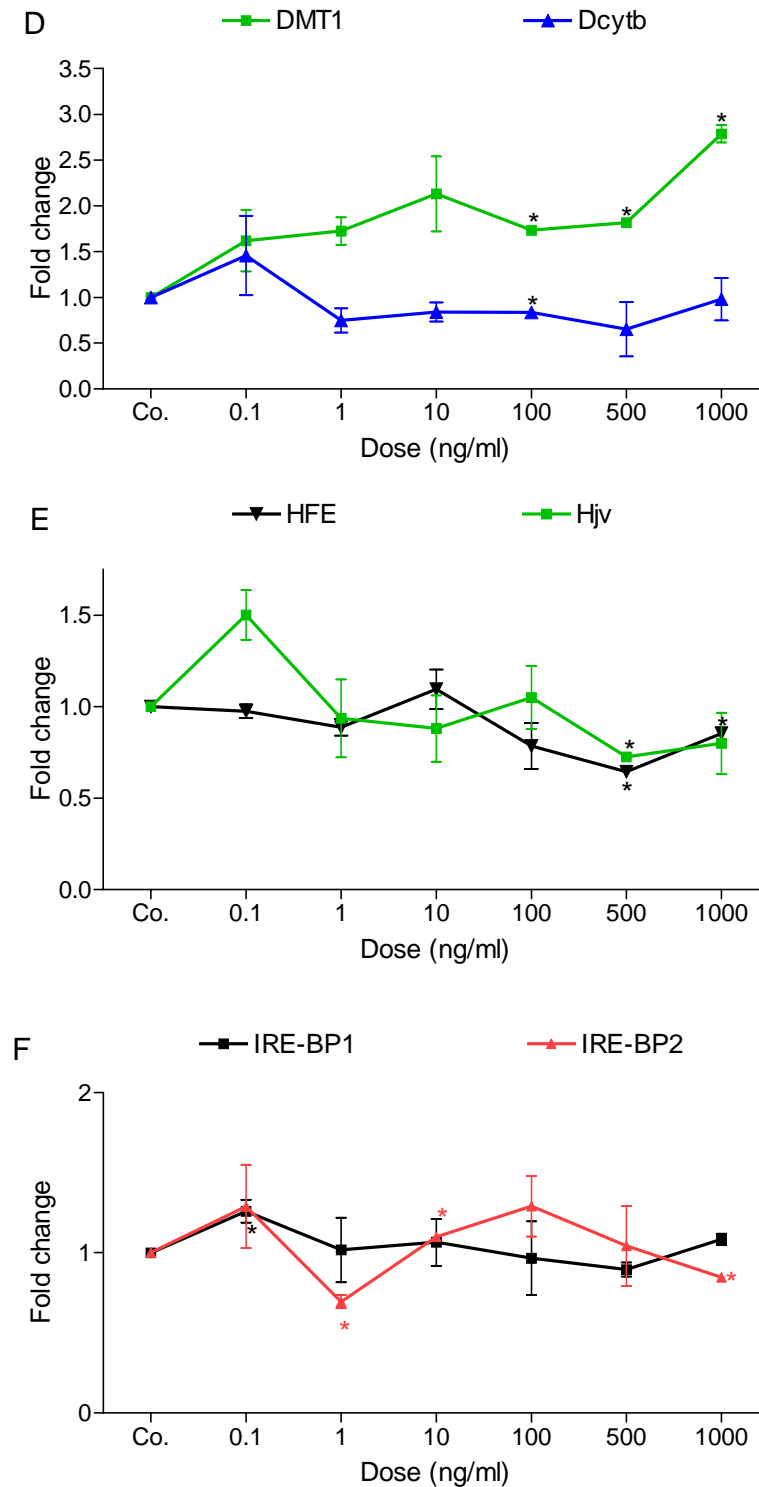 D
DMT1 Dcytb
3.5
3.0
2.5
2.0
1.5
1.0
0.5
0.0
Fold change
* * * *
Co. 0.1 1 10 100 500 1000
Dose (ng/ml)
E
HFE Hjv
1.5
1.0
0.5
0.0
Fold change
* * *
Co. 0.1 1 10 100 500 1000
Dose (ng/ml)
F
IRE-BP1 IRE-BP2
2
1
0
Fold change
* * * *
Co. 0.1 1 10 100 500 1000
Dose (ng/ml)